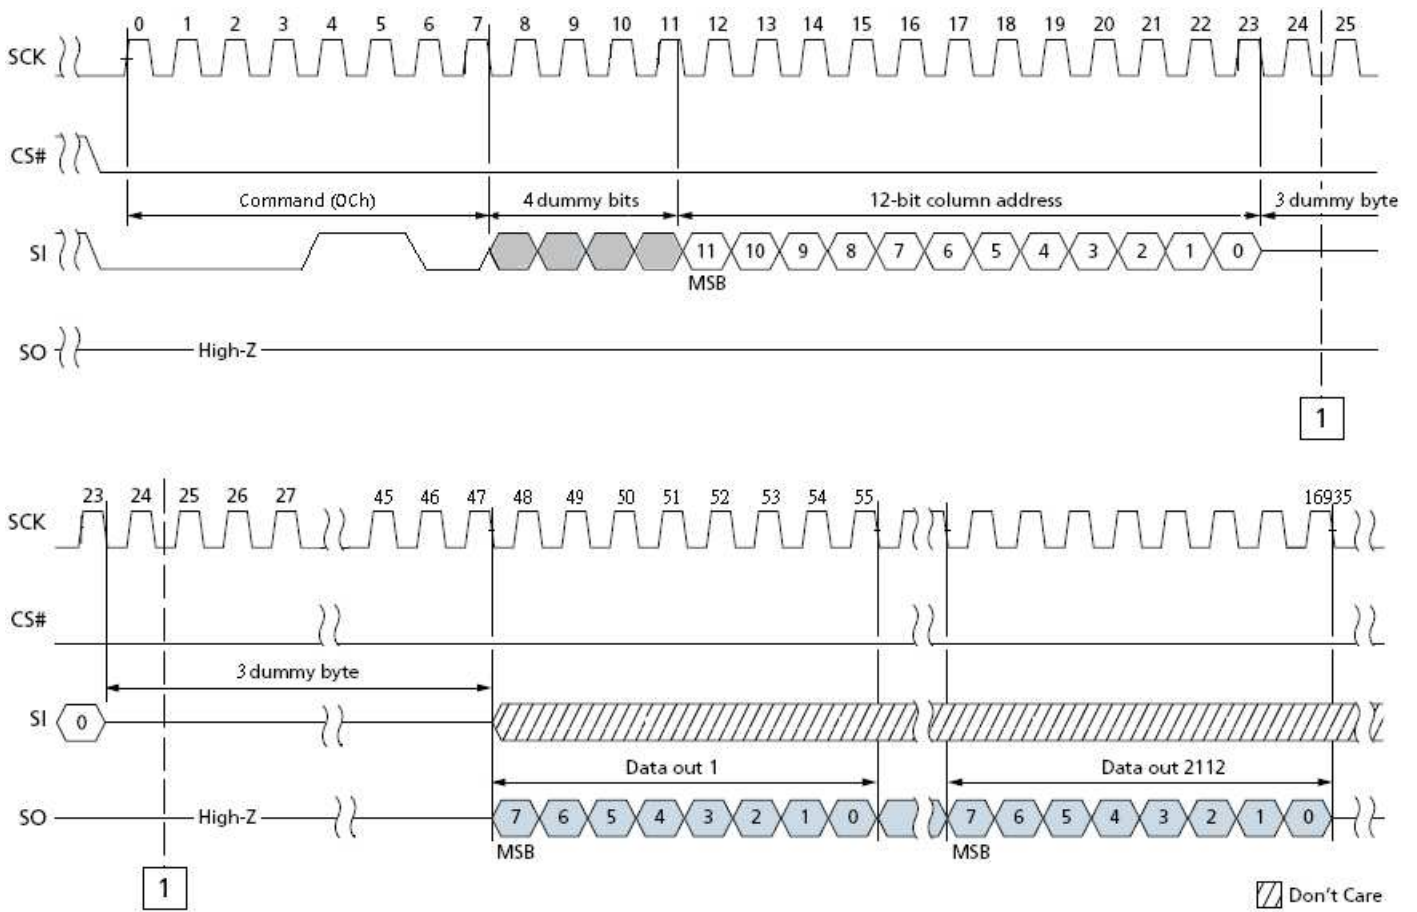 0 1 2 3 4 5 6 7 8 9 10 11 12 13 14 15 16 17 18 19 20 21 22 23 24 25
SCK
CS#
Command (0Ch) 4 dummy bits 12-bit column address 3 dummy byte
SI 11 10 9 8 7 6 5 4 3 2 1 0
MSB
SO High-Z
1
23 24 25 26 27 45 46 47 48 49 50 51 52 53 54 55 16935
SCK
CS#
3 dummy byte
SI 0
Data out 1 Data out 2112
SO High-Z 7 6 5 4 3 2 1 0 7 6 5 4 3 2 1 0
MSB MSB
1
Don't Care